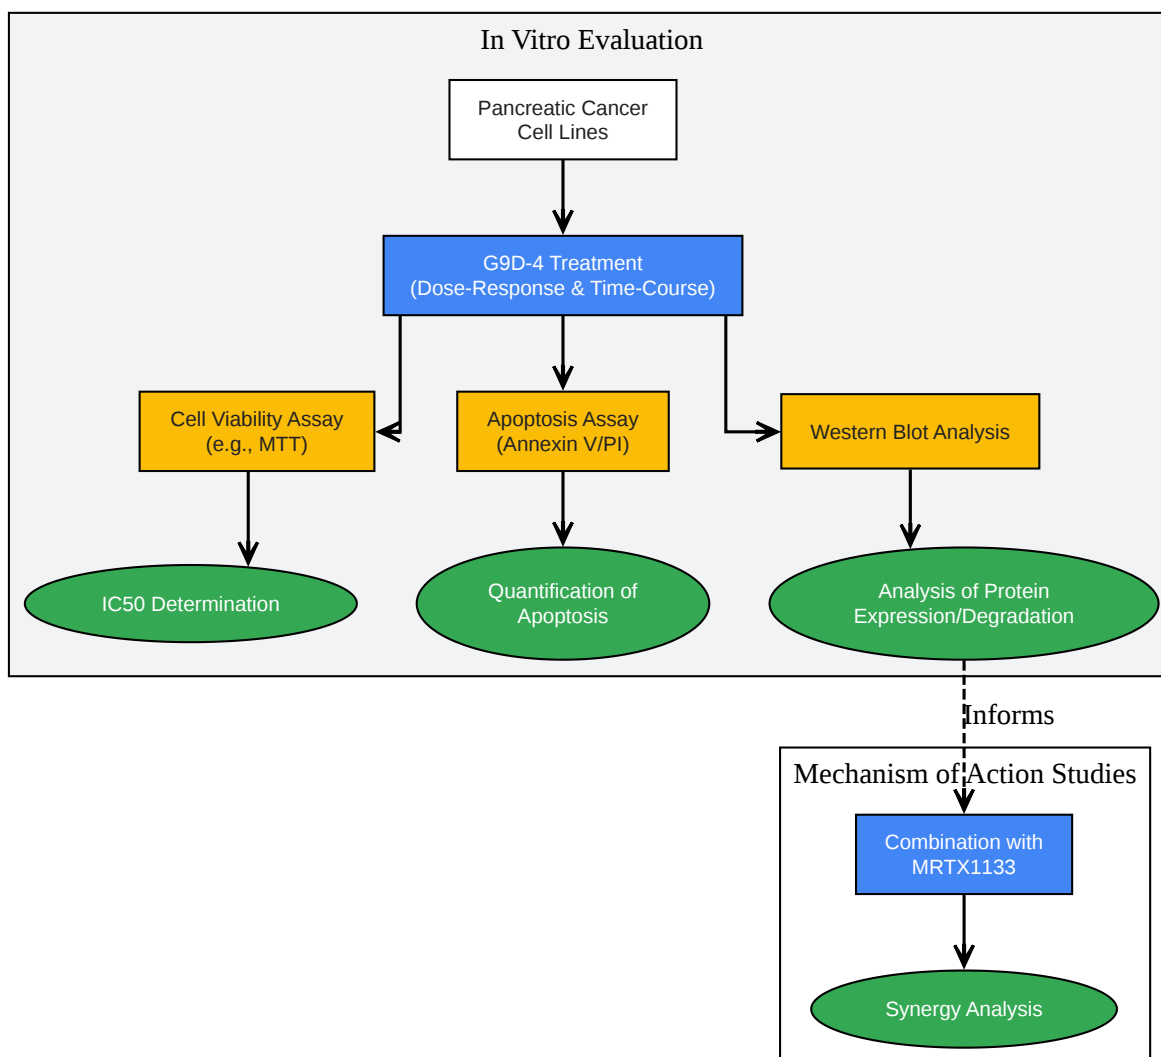 In Vitro Evaluation
Pancreatic Cancer
Cell Lines
G9D-4 Treatment
(Dose-Response & Time-Course)
Cell Viability Assay
(e.g., MTT)
Apoptosis Assay
(Annexin V/PI)
Western Blot Analysis
IC50 Determination
Quantification of
Apoptosis
Analysis of Protein
Expression/Degradation
Informs
Mechanism of Action Studies
Combination with
MRTX1133
Synergy Analysis